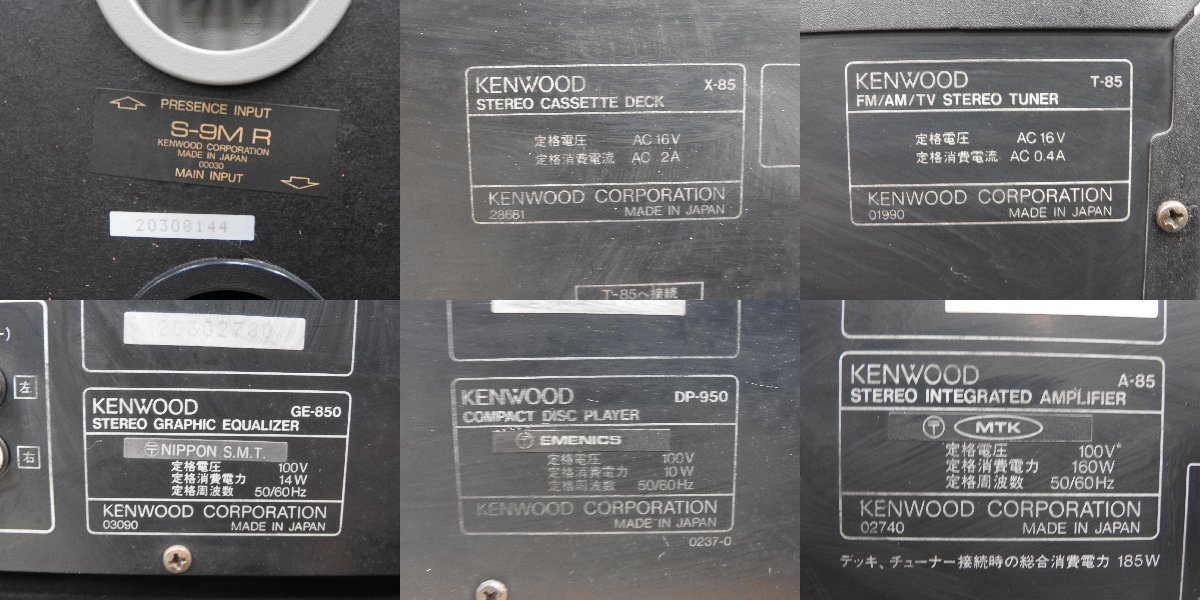 PRESENCE INPUT
S-9M R
KENWOOD CORPORATION
MADE IN JAPAN
00030
MAIN INPUT
20308144
KENWOOD X-85
STEREO CASSETTE DECK
定格電圧 AC 16V
定格消費電流 AC 2A
KENWOOD CORPORATION
28661 MADE IN JAPAN
T-85へ接続
KENWOOD T-85
FM/AM/TV STEREO TUNER
定格電圧 AC 16V
定格消費電流 AC 0.4A
KENWOOD CORPORATION
01990 MADE IN JAPAN
左
右
20302780
KENWOOD GE-850
STEREO GRAPHIC EQUALIZER
〒 NIPPON S.M.T.
定格電圧 100V
定格消費電力 14W
定格周波数 50/60Hz
KENWOOD CORPORATION
03090 MADE IN JAPAN
KENWOOD DP-950
COMPACT DISC PLAYER
〒 EMENICS
定格電圧 100V
定格消費電力 10W
定格周波数 50/60Hz
KENWOOD CORPORATION
MADE IN JAPAN
0237-0
KENWOOD A-85
STEREO INTEGRATED AMPLIFIER
〒 MTK
定格電圧 100V*
定格消費電力 160W
定格周波数 50/60Hz
KENWOOD CORPORATION
02740 MADE IN JAPAN
デッキ、チューナー接続時の総合消費電力 185W